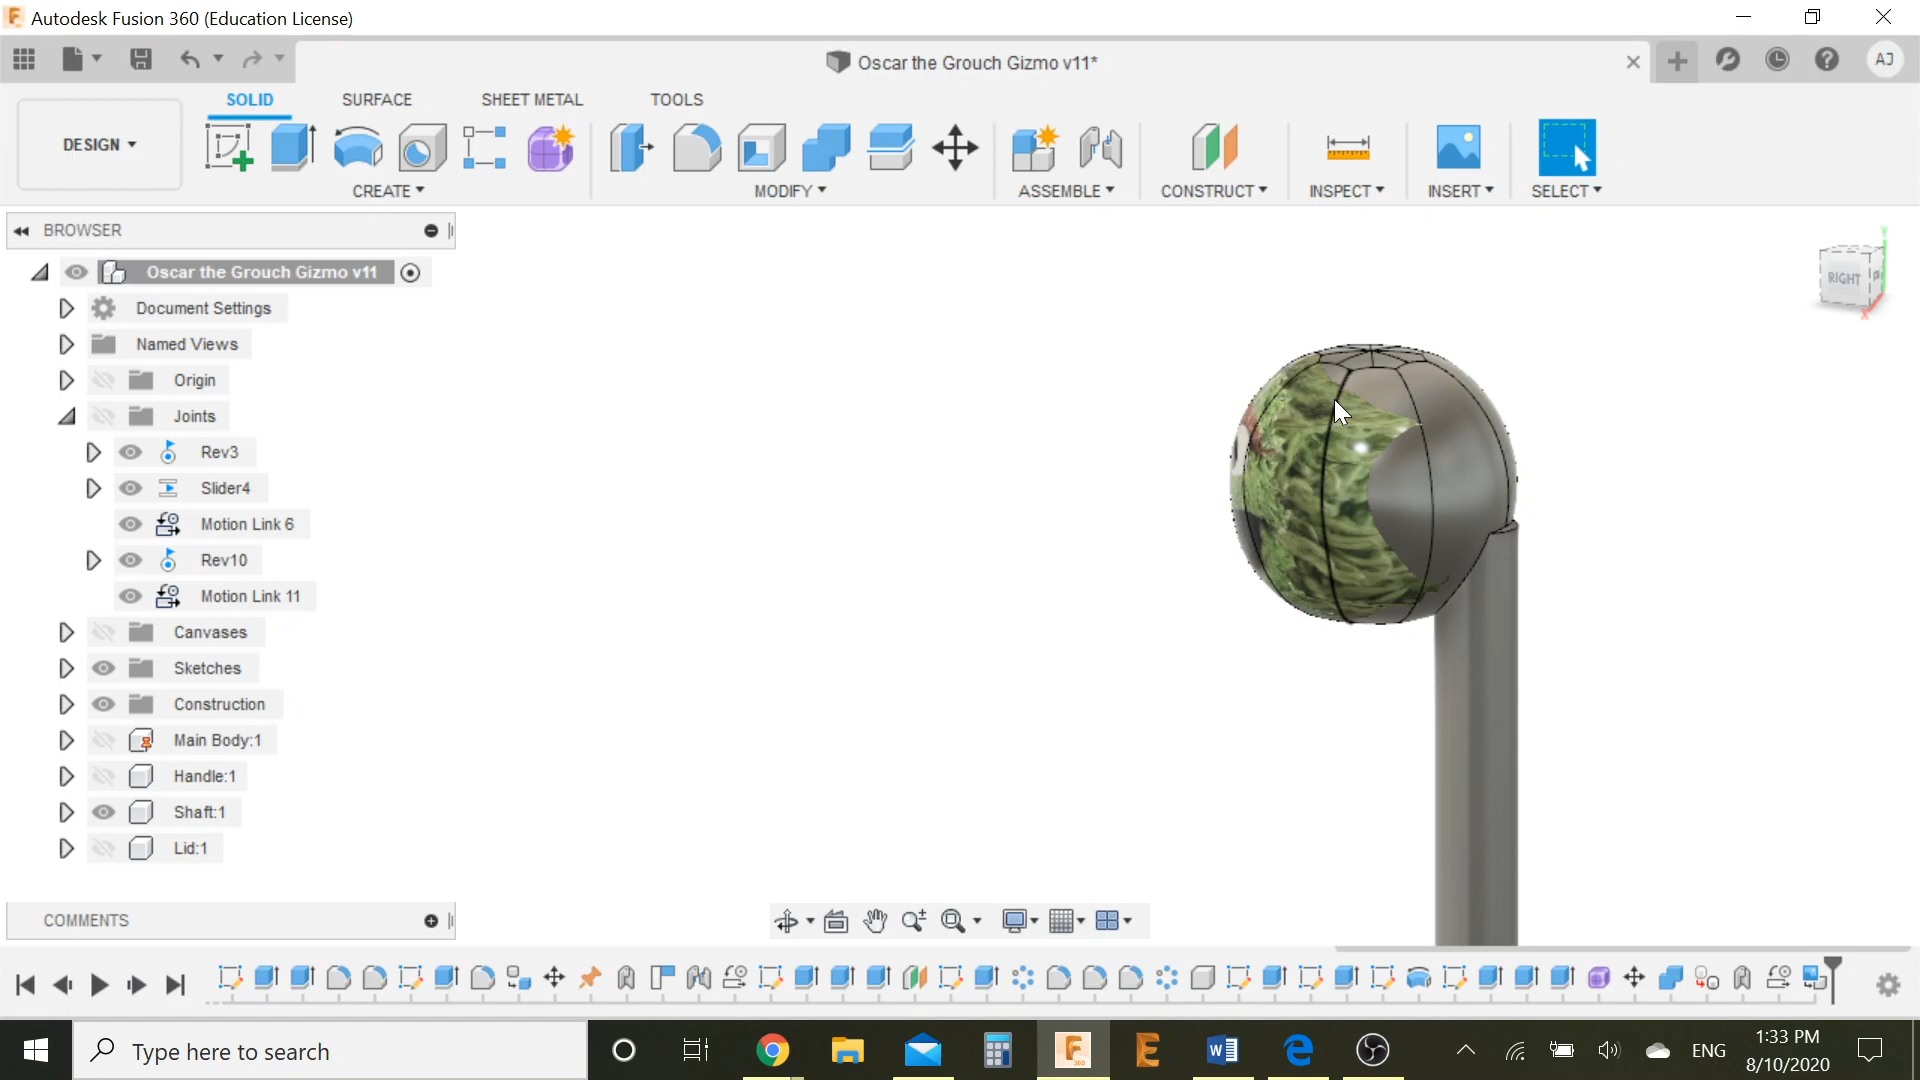 Autodesk Fusion 360 (Education License)
Oscar the Grouch Gizmo v11*
AJ
SOLID SURFACE SHEET METAL TOOLS
DESIGN
CREATE MODIFY ASSEMBLE CONSTRUCT INSPECT INSERT SELECT
BROWSER
Oscar the Grouch Gizmo v11
Document Settings
Named Views
Origin
Joints
Rev3
Slider4
Motion Link 6
Rev10
Motion Link 11
Canvases
Sketches
Construction
Main Body:1
Handle:1
Shaft:1
Lid:1
RIGHT
Y
X
COMMENTS
Type here to search
ENG
1:33 PM
8/10/2020